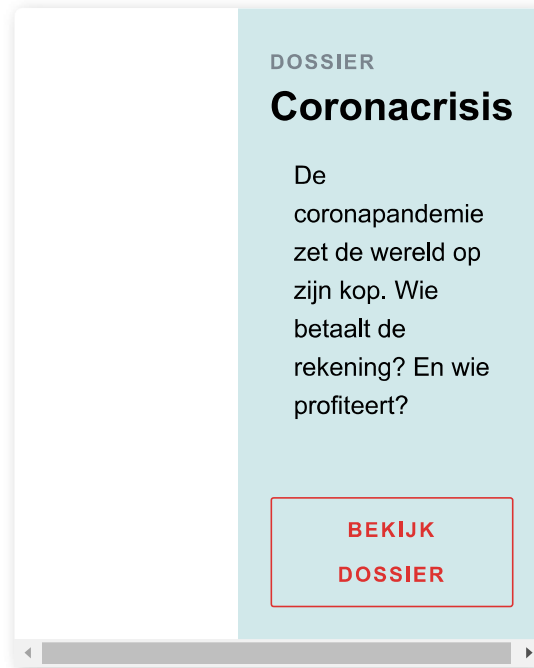 DOSSIER
Coronacrisis
De
coronapandemie
zet de wereld op
zijn kop. Wie
betaalt de
rekening? En wie
profiteert?
BEKIJK
DOSSIER